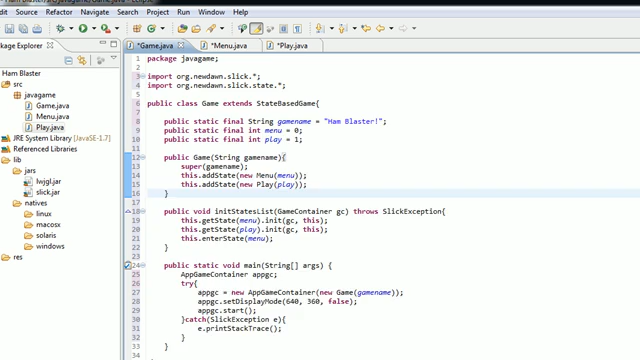 Edit Source Refactor Navigate Search Project Run Window Help
Package Explorer
*Game.java
*Menu.java
*Play.java
Ham Blaster
src
javagame
Game.java
Menu.java
Play.java
JRE System Library [JavaSE-1.7]
Referenced Libraries
lib
jars
lwjgl.jar
slick.jar
natives
linux
macosx
solaris
windows
res
1 package javagame;
2
3 import org.newdawn.slick.*;
4 import org.newdawn.slick.state.*;
5
6 public class Game extends StateBasedGame{
7
8 public static final String gamename = "Ham Blaster!";
9 public static final int menu = 0;
10 public static final int play = 1;
11
12 public Game(String gamename){
13 super(gamename);
14 this.addState(new Menu(menu));
15 this.addState(new Play(play));
16 }
17
18 public void initStatesList(GameContainer gc) throws SlickException{
19 this.getState(menu).init(gc, this);
20 this.getState(play).init(gc, this);
21 this.enterState(menu);
22 }
23
24 public static void main(String[] args) {
25 AppGameContainer appgc;
26 try{
27 appgc = new AppGameContainer(new Game(gamename));
28 appgc.setDisplayMode(640, 360, false);
29 appgc.start();
30 }catch(SlickException e){
31 e.printStackTrace();
32 }
33 }
34